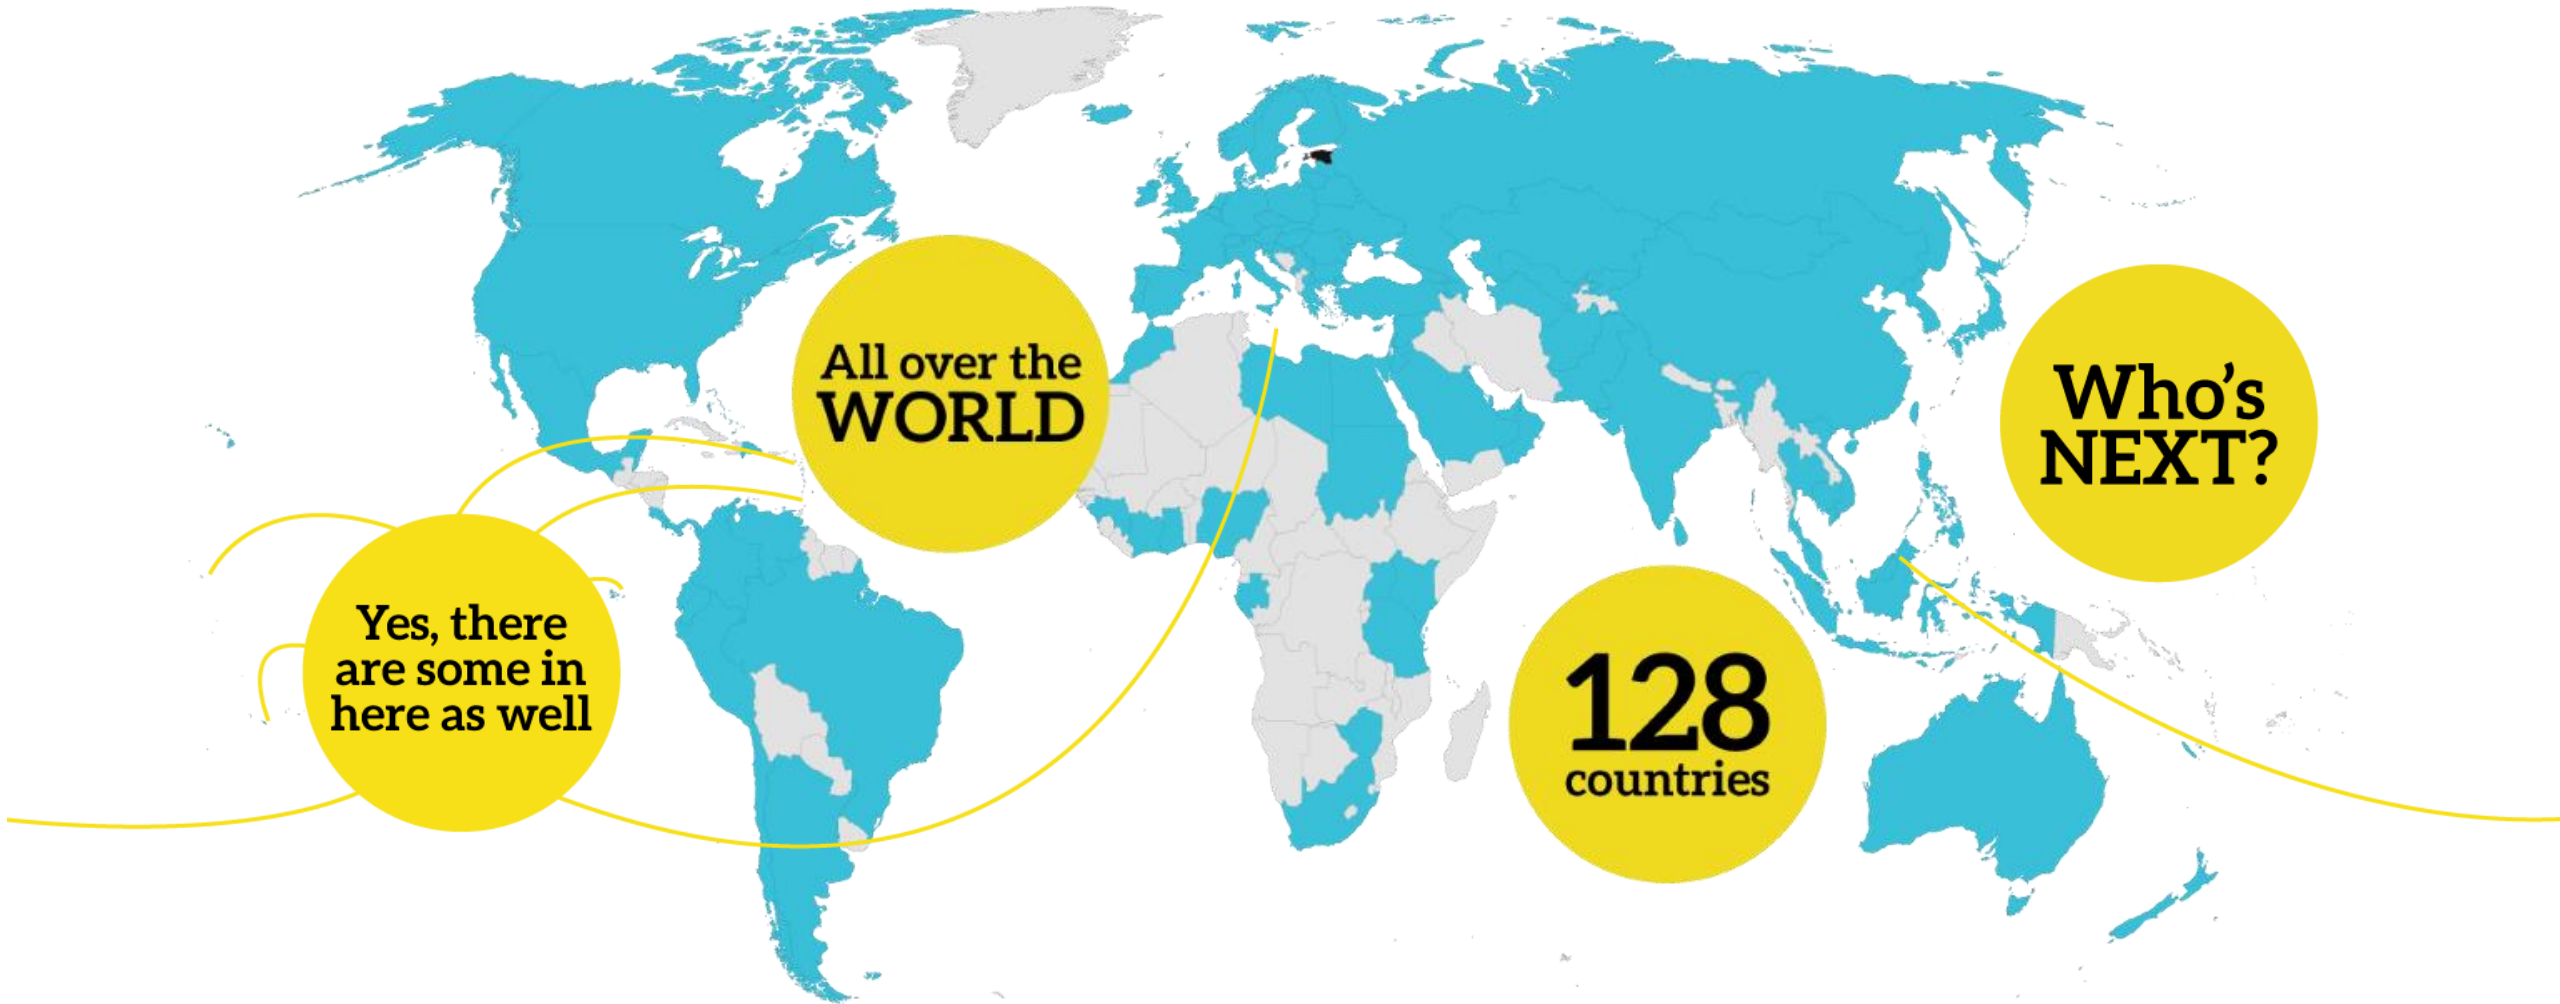 All over the
WORLD
Who's
NEXT?
Yes, there
are some in
here as well
128
countries